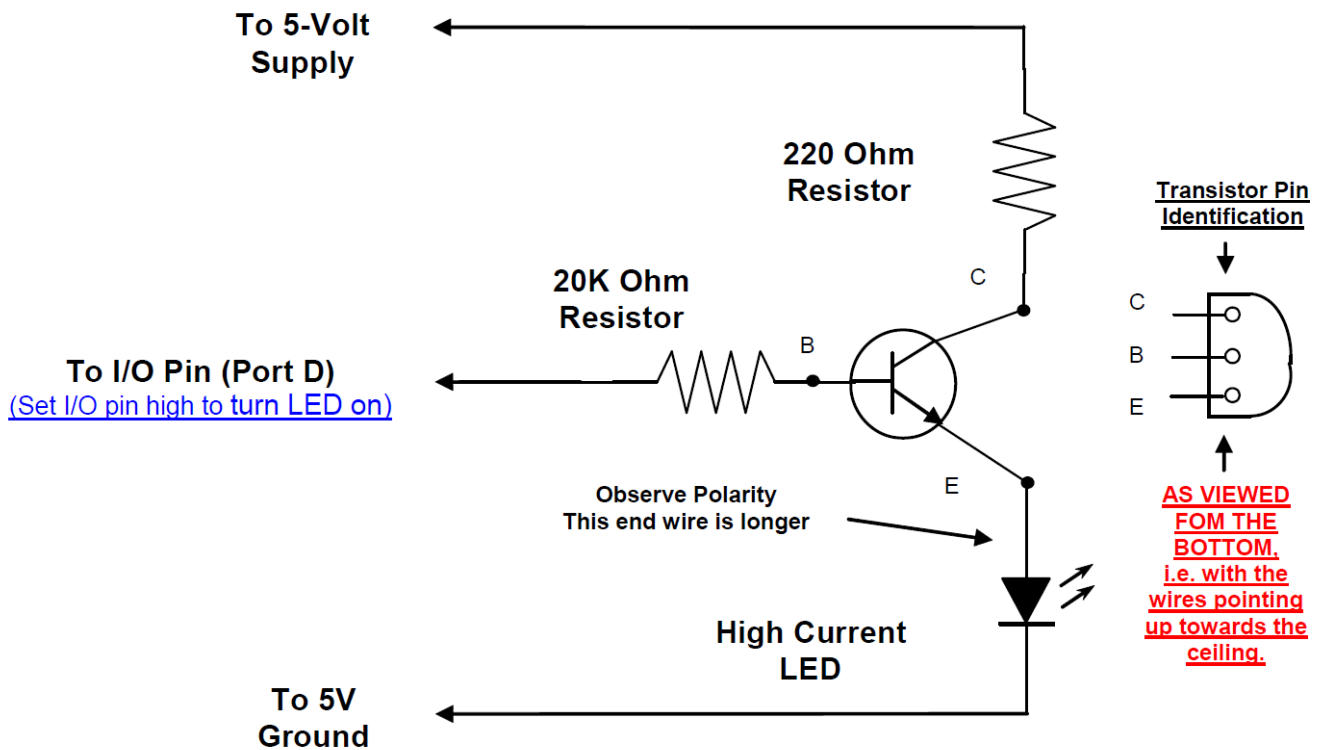 To 5-Volt
Supply
220 Ohm
Resistor
Transistor Pin
Identification
20K Ohm
Resistor
C
C
B
B
E
To I/O Pin (Port D)
(Set I/O pin high to turn LED on)
E
Observe Polarity
This end wire is longer
AS VIEWED
FOM THE
BOTTOM,
i.e. with the
wires pointing
up towards the
ceiling.
High Current
LED
To 5V
Ground